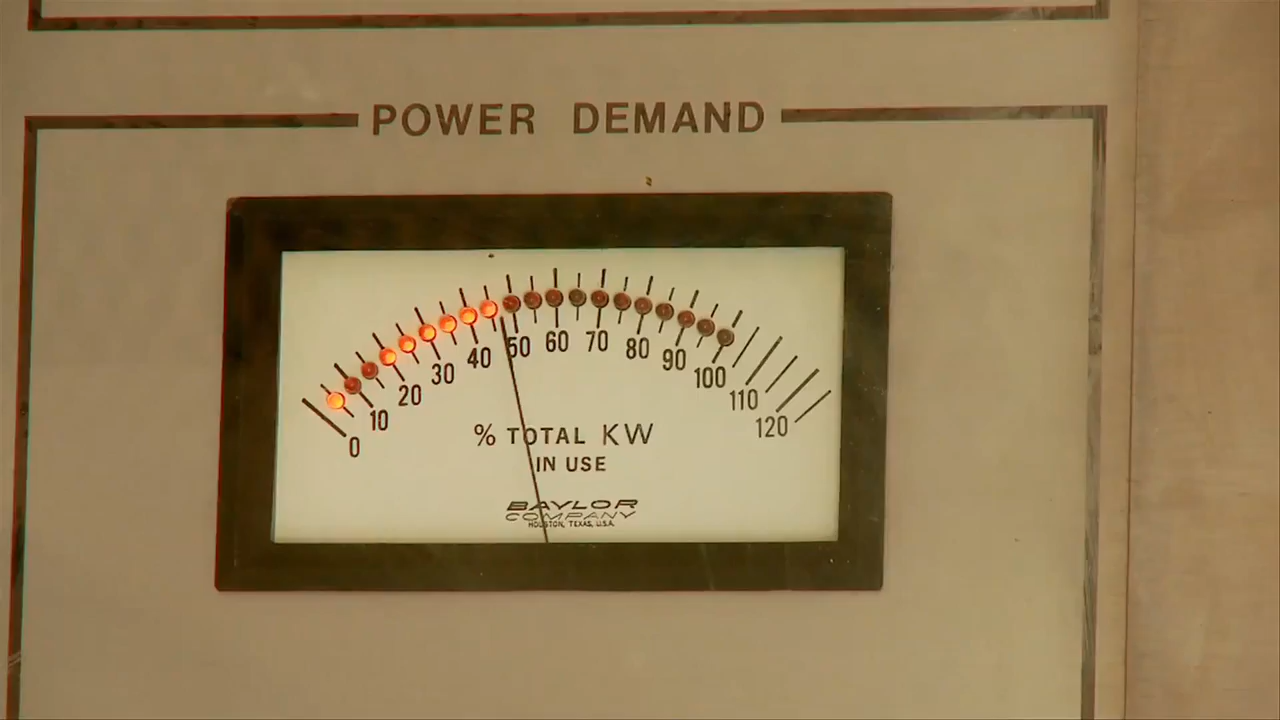 POWER DEMAND
0 10 20 30 40 50 60 70 80 90 100 110 120
% TOTAL KW
IN USE
BAYLOR
COMPANY
HOUSTON, TEXAS, U.S.A.